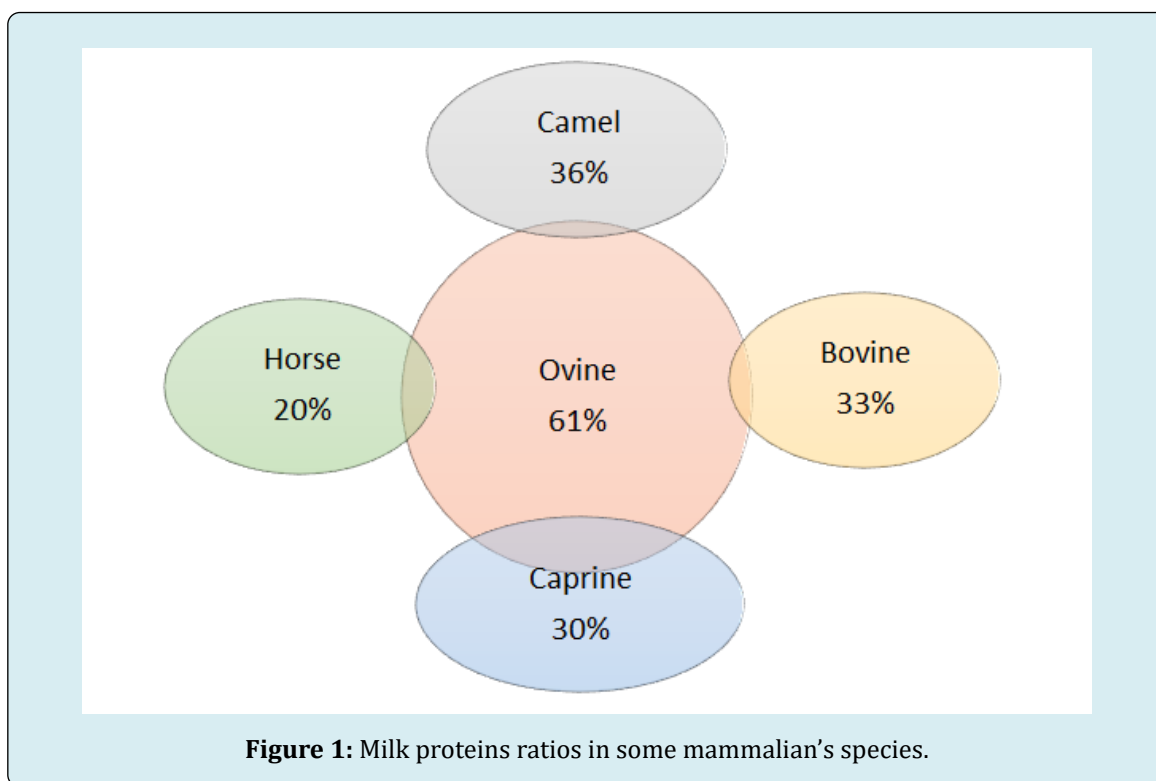 Camel
36%
Horse
20%
Ovine
61%
Bovine
33%
Caprine
30%
Figure 1: Milk proteins ratios in some mammalian's species.